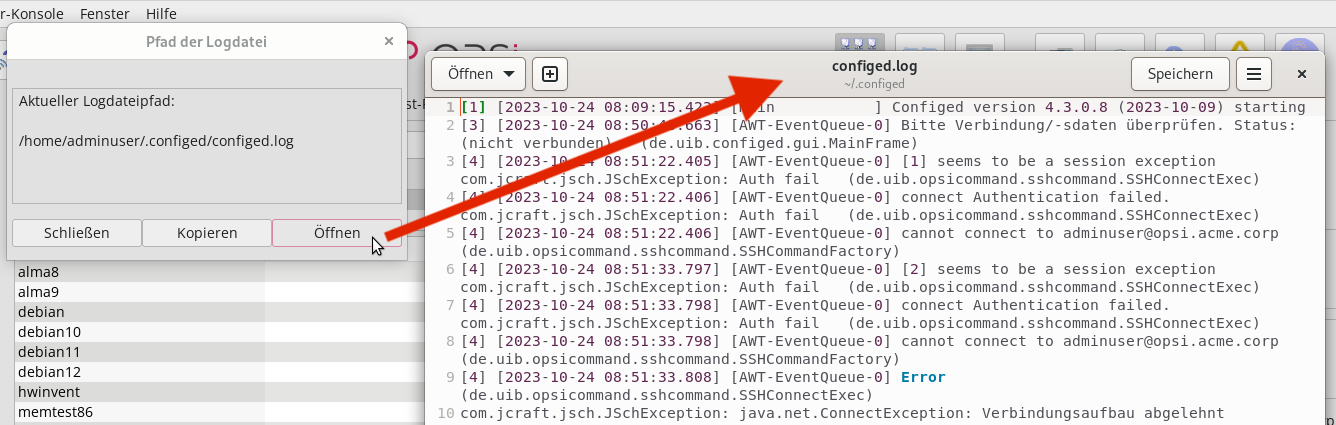 r-Konsole Fenster Hilfe
Pfad der Logdatei
Aktueller Logdateipfad:
/home/adminuser/.configed/configed.log
Schließen Kopieren Öffnen
alma8
alma9
debian
debian10
debian11
debian12
hwinvent
memtest86
Öffnen
configed.log
~/.configed
Speichern
1 [1] [2023-10-24 08:09:15.423] [main ] Configed version 4.3.0.8 (2023-10-09) starting
2 [3] [2023-10-24 08:50: .663] [AWT-EventQueue-0] Bitte Verbindung/-sdaten überprüfen. Status:
(nicht verbunden) (de.uib.configed.gui.MainFrame)
3 [4] [2023-10-24 08:51:22.405] [AWT-EventQueue-0] [1] seems to be a session exception
com.jcraft.jsch.JSchException: Auth fail (de.uib.opsicommand.sshcommand.SSHConnectExec)
4 [4] [2023-10-24 08:51:22.406] [AWT-EventQueue-0] connect Authentication failed.
com.jcraft.jsch.JSchException: Auth fail (de.uib.opsicommand.sshcommand.SSHConnectExec)
5 [4] [2023-10-24 08:51:22.406] [AWT-EventQueue-0] cannot connect to adminuser@opsi.acme.corp
(de.uib.opsicommand.sshcommand.SSHCommandFactory)
6 [4] [2023-10-24 08:51:33.797] [AWT-EventQueue-0] [2] seems to be a session exception
com.jcraft.jsch.JSchException: Auth fail (de.uib.opsicommand.sshcommand.SSHConnectExec)
7 [4] [2023-10-24 08:51:33.798] [AWT-EventQueue-0] connect Authentication failed.
com.jcraft.jsch.JSchException: Auth fail (de.uib.opsicommand.sshcommand.SSHConnectExec)
8 [4] [2023-10-24 08:51:33.798] [AWT-EventQueue-0] cannot connect to adminuser@opsi.acme.corp
(de.uib.opsicommand.sshcommand.SSHCommandFactory)
9 [4] [2023-10-24 08:51:33.808] [AWT-EventQueue-0] Error
(de.uib.opsicommand.sshcommand.SSHConnectExec)
10 com.jcraft.jsch.JSchException: java.net.ConnectException: Verbindungsaufbau abgelehnt